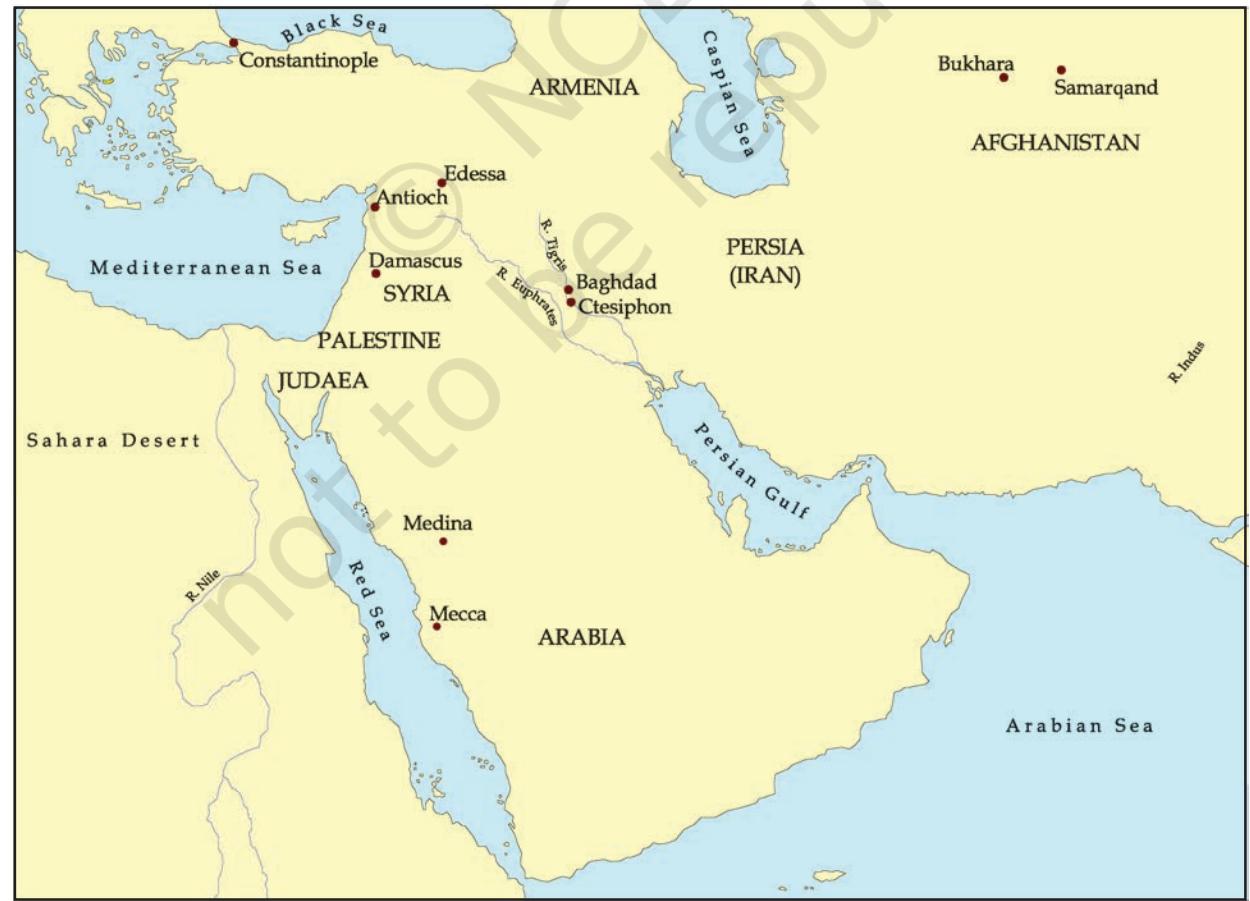 Black Sea
Constantinople
Caspian Sea
ARMENIA
Bukhara
Samarqand
AFGHANISTAN
Edessa
Antioch
Mediterranean Sea
Damascus
SYRIA
R. Tigris
R. Euphrates
Baghdad
Ctesiphon
PERSIA
(IRAN)
PALESTINE
JUDAEA
R. Indus
Sahara Desert
Persian Gulf
Medina
R. Nile
Red Sea
Mecca
ARABIA
Arabian Sea
© NC
not to be repu